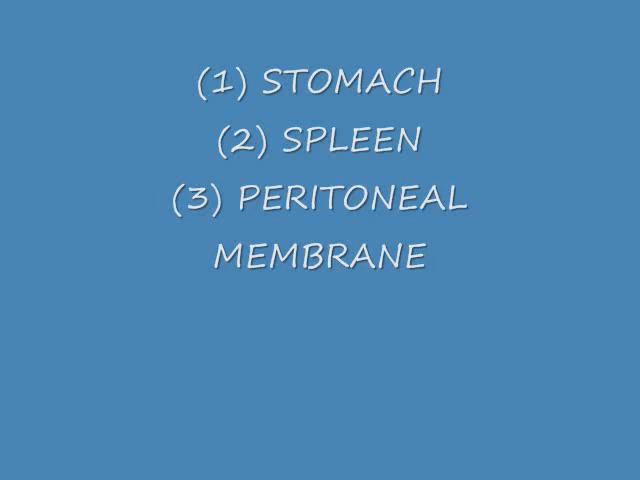 (1) STOMACH
(2) SPLEEN
(3) PERITONEAL
MEMBRANE